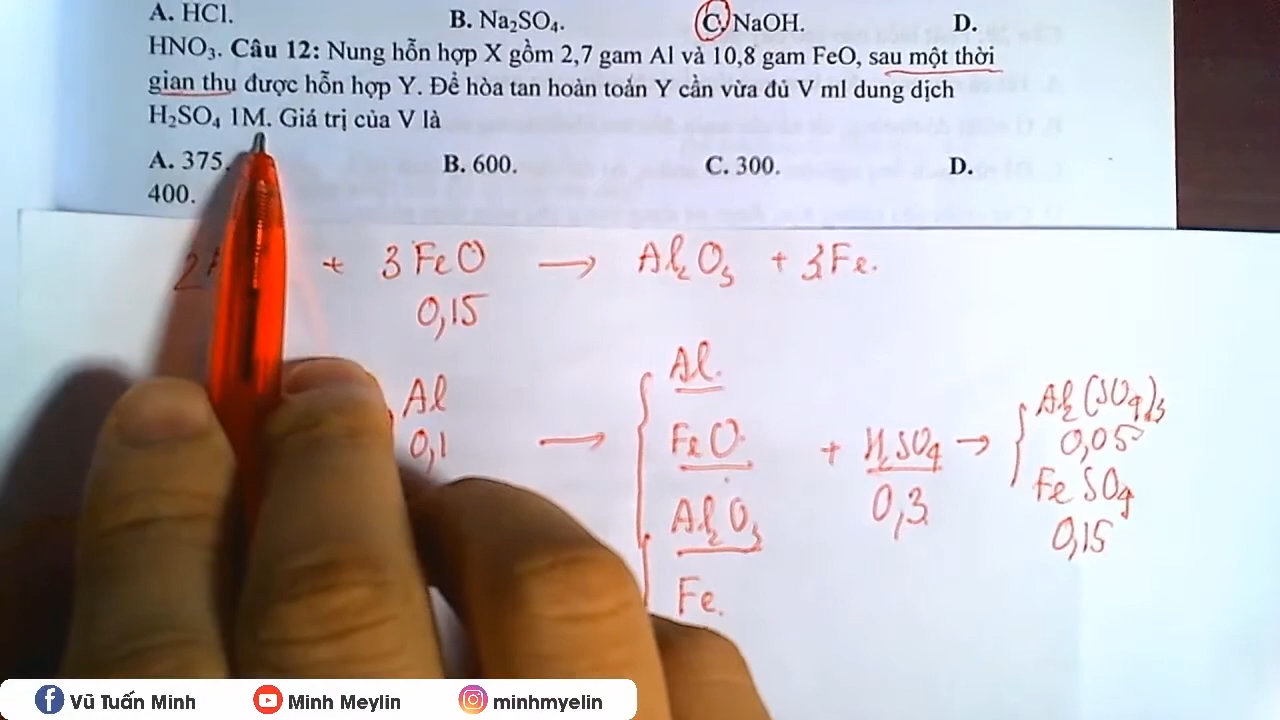 A. HCl. B. Na₂SO₄. C. NaOH. D.
HNO₃. Câu 12: Nung hỗn hợp X gồm 2,7 gam Al và 10,8 gam FeO, sau một thời
gian thu được hỗn hợp Y. Để hòa tan hoàn toàn Y cần vừa đủ V ml dung dịch
H₂SO₄ 1M. Giá trị của V là
A. 375. B. 600. C. 300. D.
400.
2 + 3FeO → Al₂O₃ + 3Fe.
0,15
Al → Al. + H₂SO₄ → Al₂(SO₄)₃
0,1 FeO 0,3 0,05
Al₂O₃ FeSO₄
Fe. 0,15
Vũ Tuấn Minh Minh Meylin minhmyelin